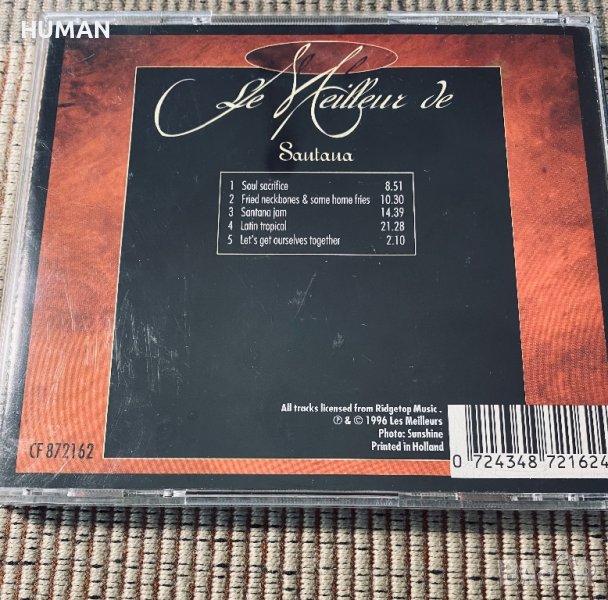 HUMAN
Le Meilleur de
Santana
1 Soul sacrifice 8.51
2 Fried neckbones & some home fries 10.30
3 Santana jam 14.39
4 Latin tropical 21.28
5 Let's get ourselves together 2.10
All tracks licensed from Ridgetop Music.
℗ & © 1996 Les Meilleurs
Photo: Sunshine
Printed in Holland
CF 872162
0 724348 721624